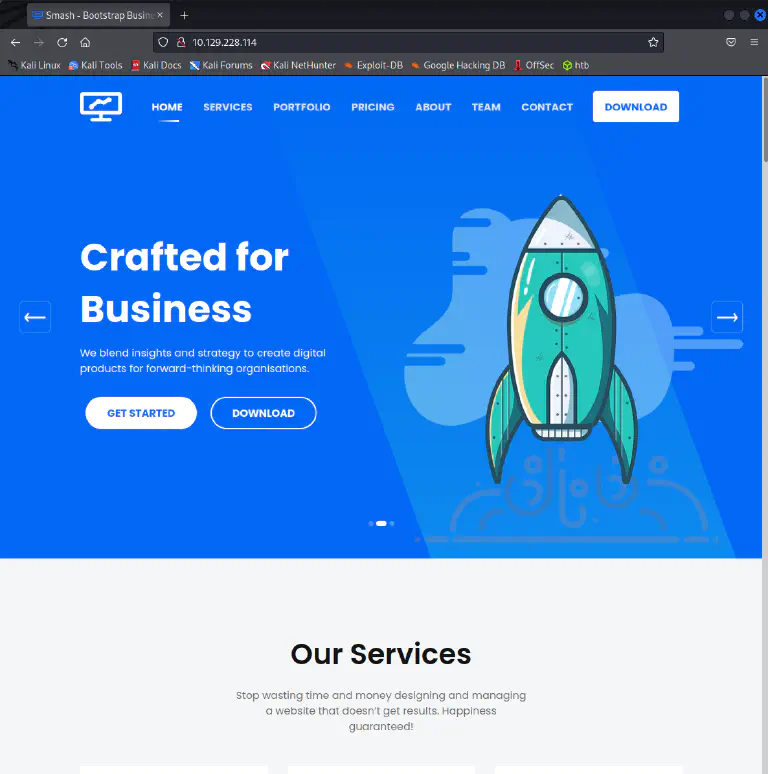 Smash - Bootstrap Busin
10.129.228.114
Kali Linux Kali Tools Kali Docs Kali Forums Kali NetHunter Exploit-DB Google Hacking DB OffSec htb
HOME SERVICES PORTFOLIO PRICING ABOUT TEAM CONTACT DOWNLOAD
Crafted for
Business
We blend insights and strategy to create digital
products for forward-thinking organisations.
GET STARTED DOWNLOAD
Our Services
Stop wasting time and money designing and managing
a website that doesn't get results. Happiness
guaranteed!